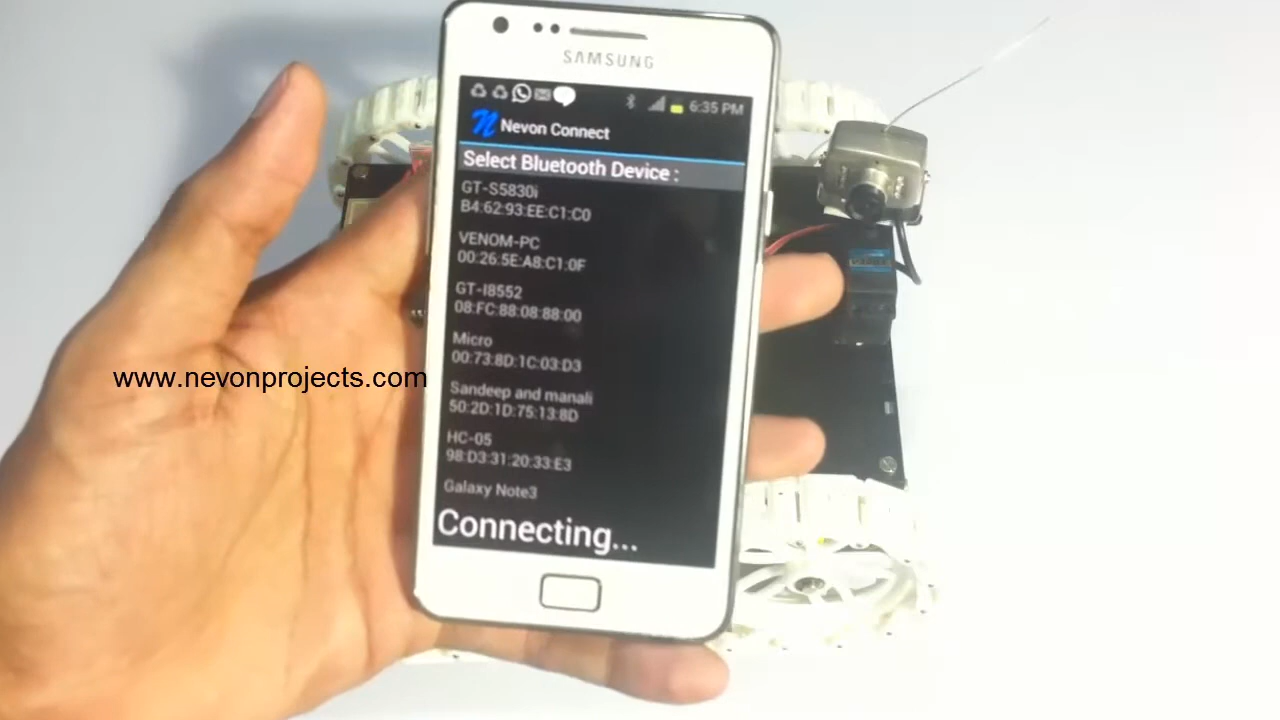 SAMSUNG
6:35 PM
Nevon Connect
Select Bluetooth Device :
GT-S5830i
B4:62:93:EE:C1:C0
VENOM-PC
00:26:5E:A8:C1:0F
GT-I8552
08:FC:88:08:88:00
Micro
00:73:8D:1C:03:D3
Sandeep and manali
50:2D:1D:75:13:8D
HC-05
98:D3:31:20:33:E3
Galaxy Note3
Connecting...
www.nevonprojects.com